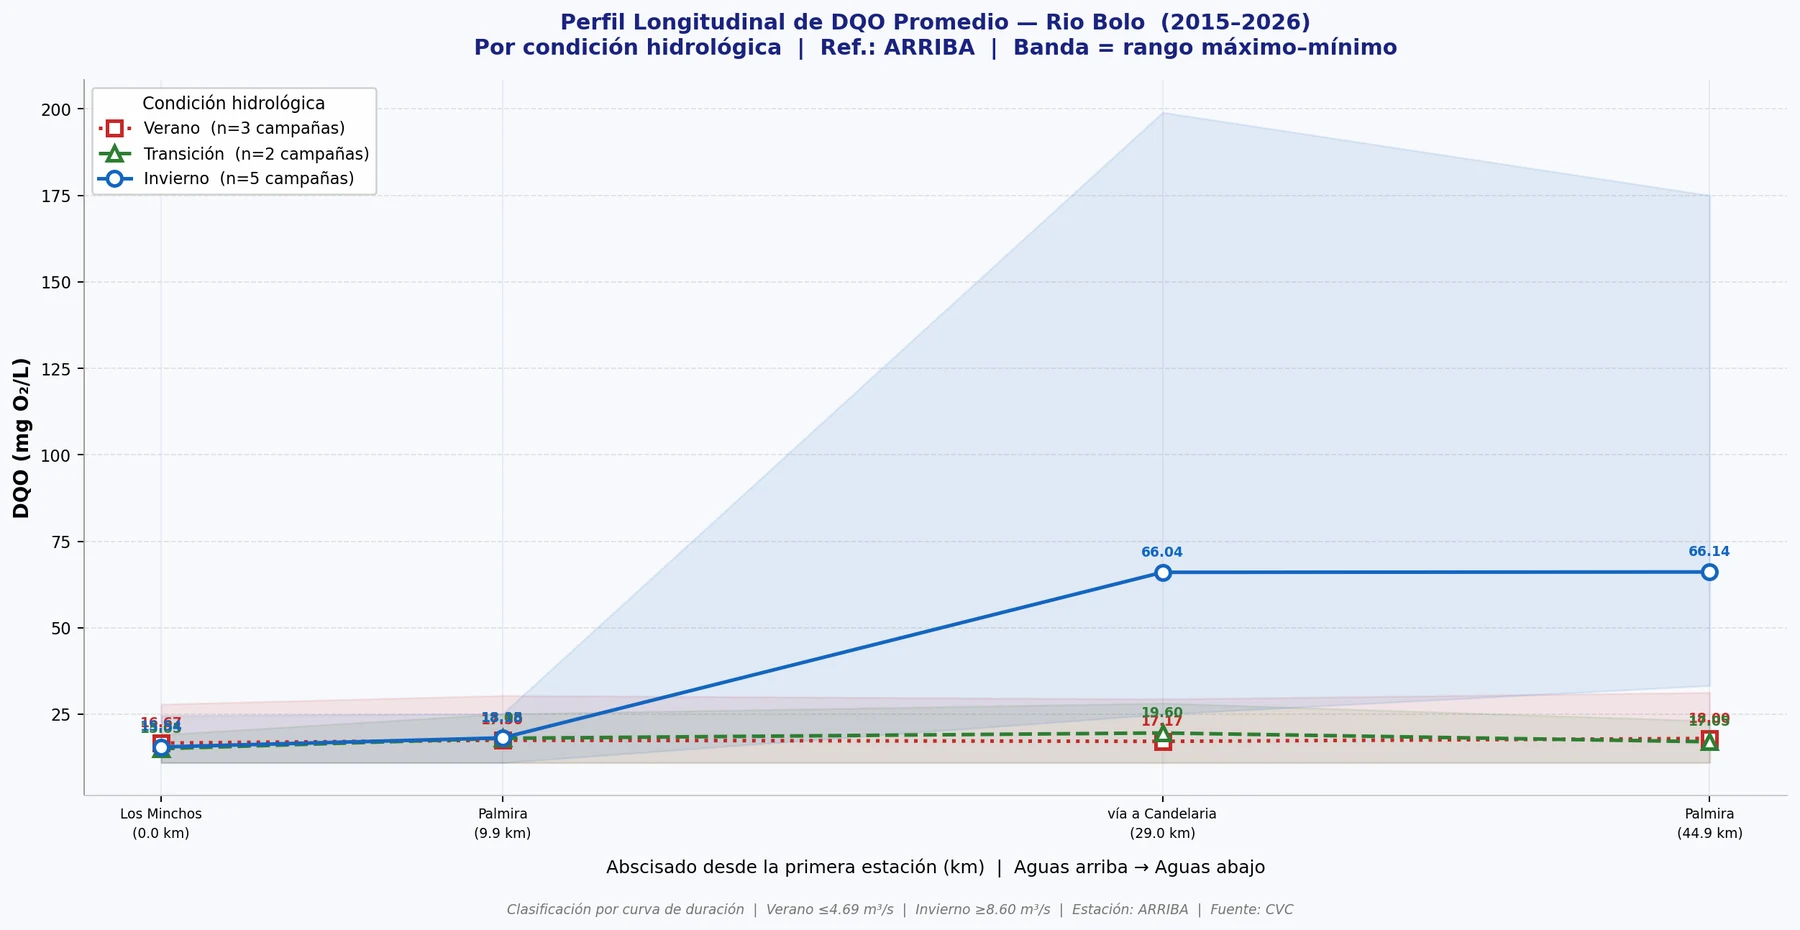 Perfil Longitudinal de DQO Promedio — Rio Bolo (2015–2026)
Por condición hidrológica | Ref.: ARRIBA | Banda = rango máximo–mínimo
Condición hidrológica
Verano (n=3 campañas)
Transición (n=2 campañas)
Invierno (n=5 campañas)
DQO (mg O₂/L)
200
175
150
125
100
75
50
25
16.67
66.04
19.60
17.17
66.14
18.00
Los Minchos
(0.0 km)
Palmira
(9.9 km)
vía a Candelaria
(29.0 km)
Palmira
(44.9 km)
Abscisado desde la primera estación (km) | Aguas arriba → Aguas abajo
Clasificación por curva de duración | Verano ≤4.69 m³/s | Invierno ≥8.60 m³/s | Estación: ARRIBA | Fuente: CVC